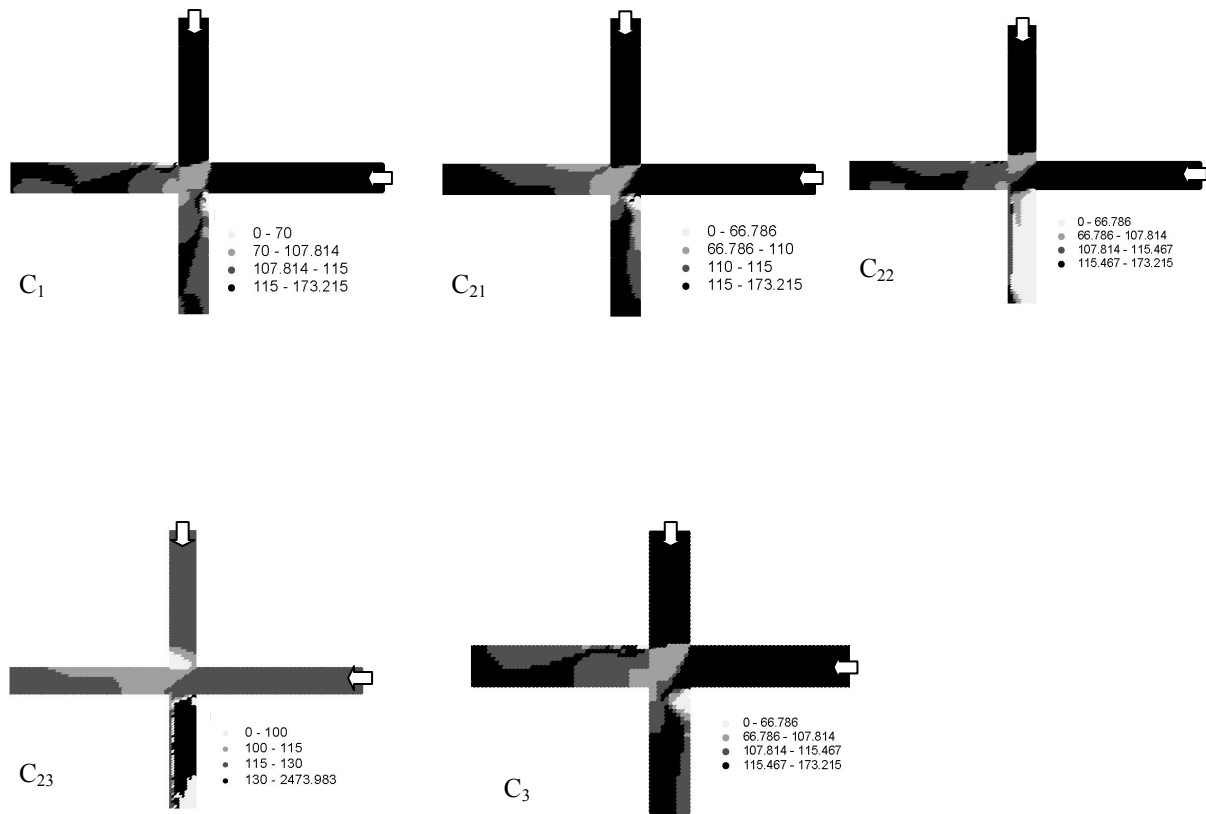 0 - 70
70 - 107.814
107.814 - 115
115 - 173.215
C1
0 - 66.786
66.786 - 110
110 - 115
115 - 173.215
C21
0 - 66.786
66.786 - 107.814
107.814 - 115.467
115.467 - 173.215
C22
0 - 100
100 - 115
115 - 130
130 - 2473.983
C23
0 - 66.786
66.786 - 107.814
107.814 - 115.467
115.467 - 173.215
C3